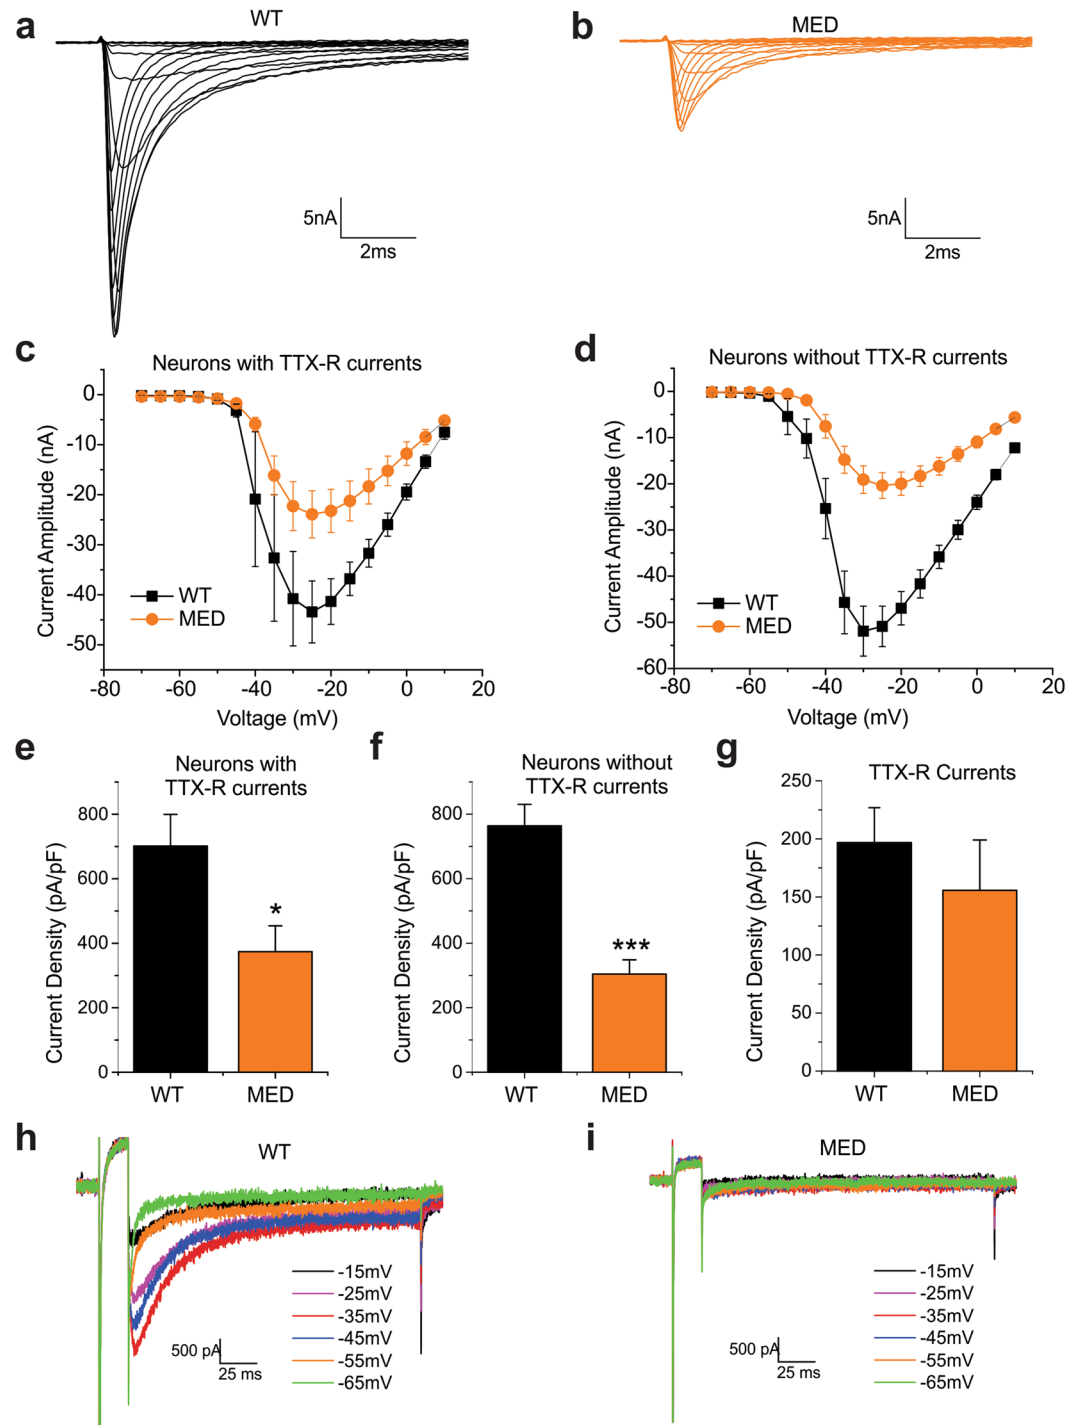 a
WT
5nA
2ms
b
MED
5nA
2ms
c
Neurons with TTX-R currents
Current Amplitude (nA)
0
-10
-20
-30
-40
-50
WT
MED
-80
-60
-40
-20
0
20
Voltage (mV)
d
Neurons without TTX-R currents
Current Amplitude (nA)
0
-10
-20
-30
-40
-50
-60
WT
MED
-80
-60
-40
-20
0
20
Voltage (mV)
e
Neurons with
TTX-R currents
Current Density (pA/pF)
800
600
400
200
0
*
WT
MED
f
Neurons without
TTX-R currents
Current Density (pA/pF)
800
600
400
200
0
***
WT
MED
g
TTX-R Currents
Current Density (pA/pF)
250
200
150
100
50
0
WT
MED
h
WT
-15mV
-25mV
-35mV
-45mV
-55mV
-65mV
500 pA
25 ms
i
MED
-15mV
-25mV
-35mV
-45mV
-55mV
-65mV
500 pA
25 ms